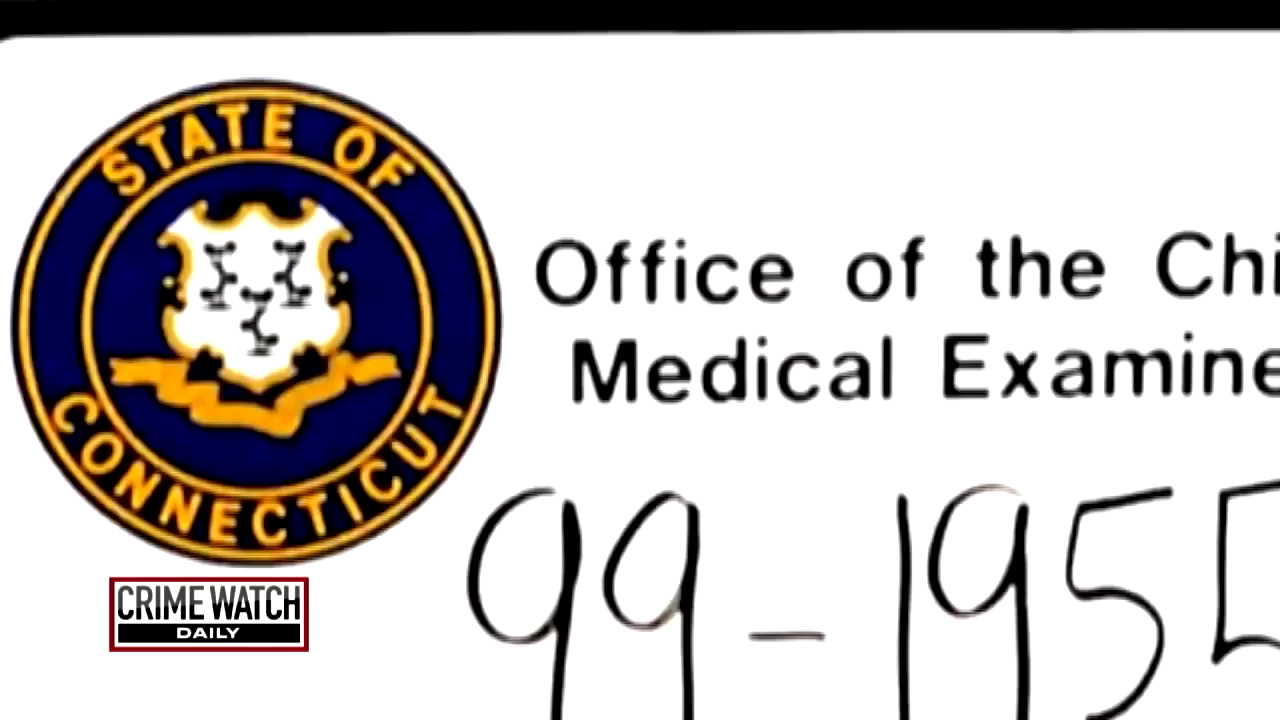 STATE OF
CONNECTICUT
Office of the Chi
Medical Examine
99-1955
CRIME WATCH
DAILY